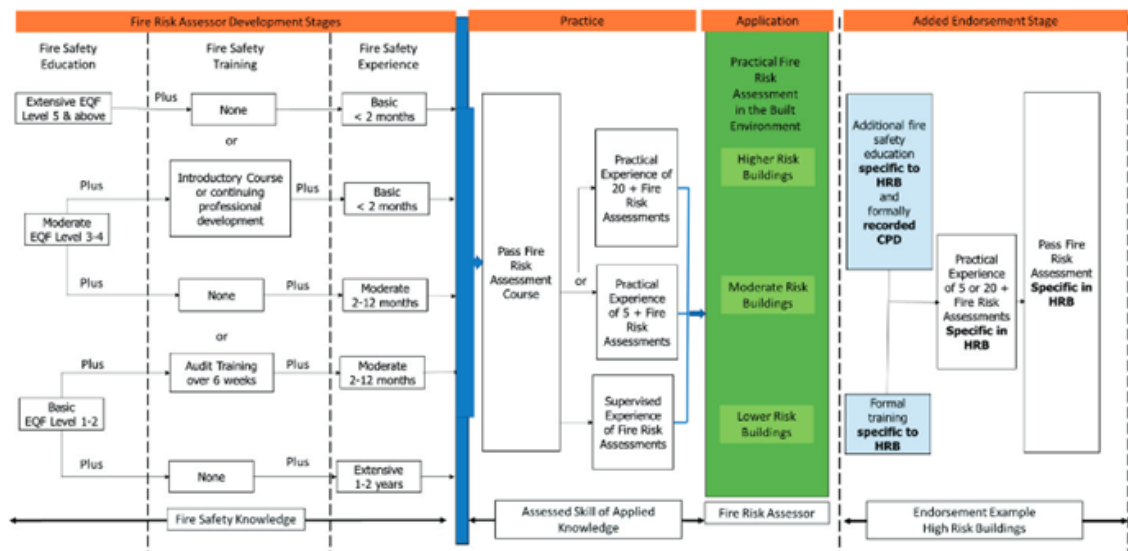 Fire Risk Assessor Development Stages
Practice
Application
Added Endorsement Stage
Fire Safety
Education
Fire Safety
Training
Fire Safety
Experience
Extensive EQF
Level 5 & above
Plus
None
Basic
< 2 months
or
Plus
Introductory Course
or continuing
professional
development
Plus
Basic
< 2 months
Moderate
EQF Level 3-4
Plus
None
Plus
Moderate
2-12 months
or
Plus
Audit Training
over 6 weeks
Plus
Moderate
2-12 months
Basic
EQF Level 1-2
Plus
None
Plus
Extensive
1-2 years
Fire Safety Knowledge
Pass Fire
Risk
Assessment
Course
Practical
Experience of
20 + Fire
Risk
Assessments
or
Practical
Experience
of 5 + Fire
Risk
Assessments
Supervised
Experience
of Fire Risk
Assessments
Assessed Skill of Applied
Knowledge
Practical Fire
Risk
Assessment
in the Built
Environment
Higher Risk
Buildings
Moderate Risk
Buildings
Lower Risk
Buildings
Fire Risk Assessor
Additional fire
safety
education
specific to
HRB
and
formally
recorded
CPD
Formal
training
specific to
HRB
Practical
Experience
of 5 or 20 +
Fire Risk
Assessments
Specific in
HRB
Pass Fire
Risk
Assessment
Specific in
HRB
Endorsement Example
High Risk Buildings